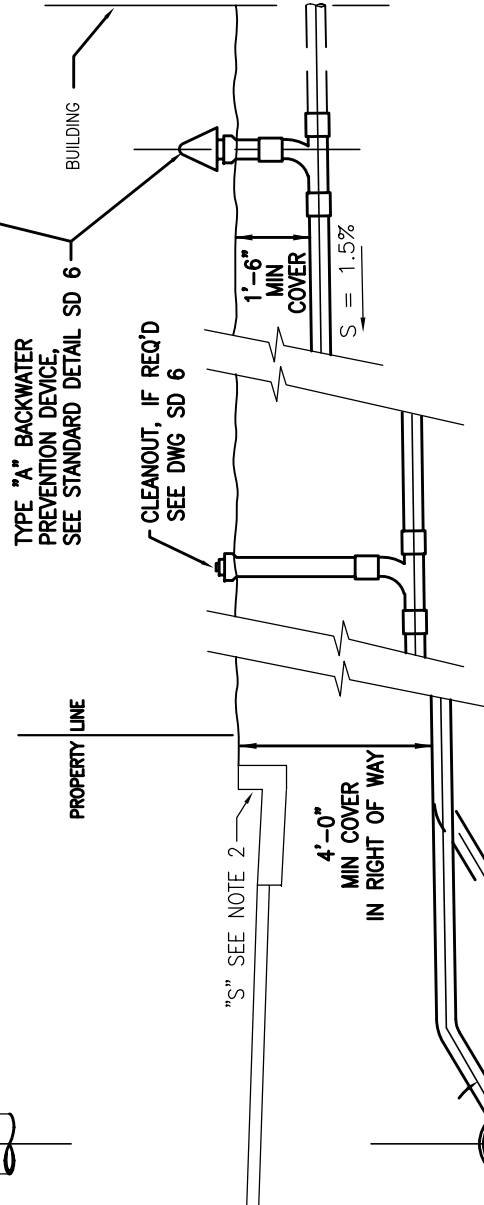 BUILDING
TYPE "A" BACKWATER
PREVENTION DEVICE,
SEE STANDARD DETAIL SD 6
1'-6"
MIN
COVER
S = 1.5%
CLEANOUT, IF REQ'D
SEE DWG SD 6
PROPERTY LINE
4'-0"
MIN COVER
IN RIGHT OF WAY
"S" SEE NOTE 2